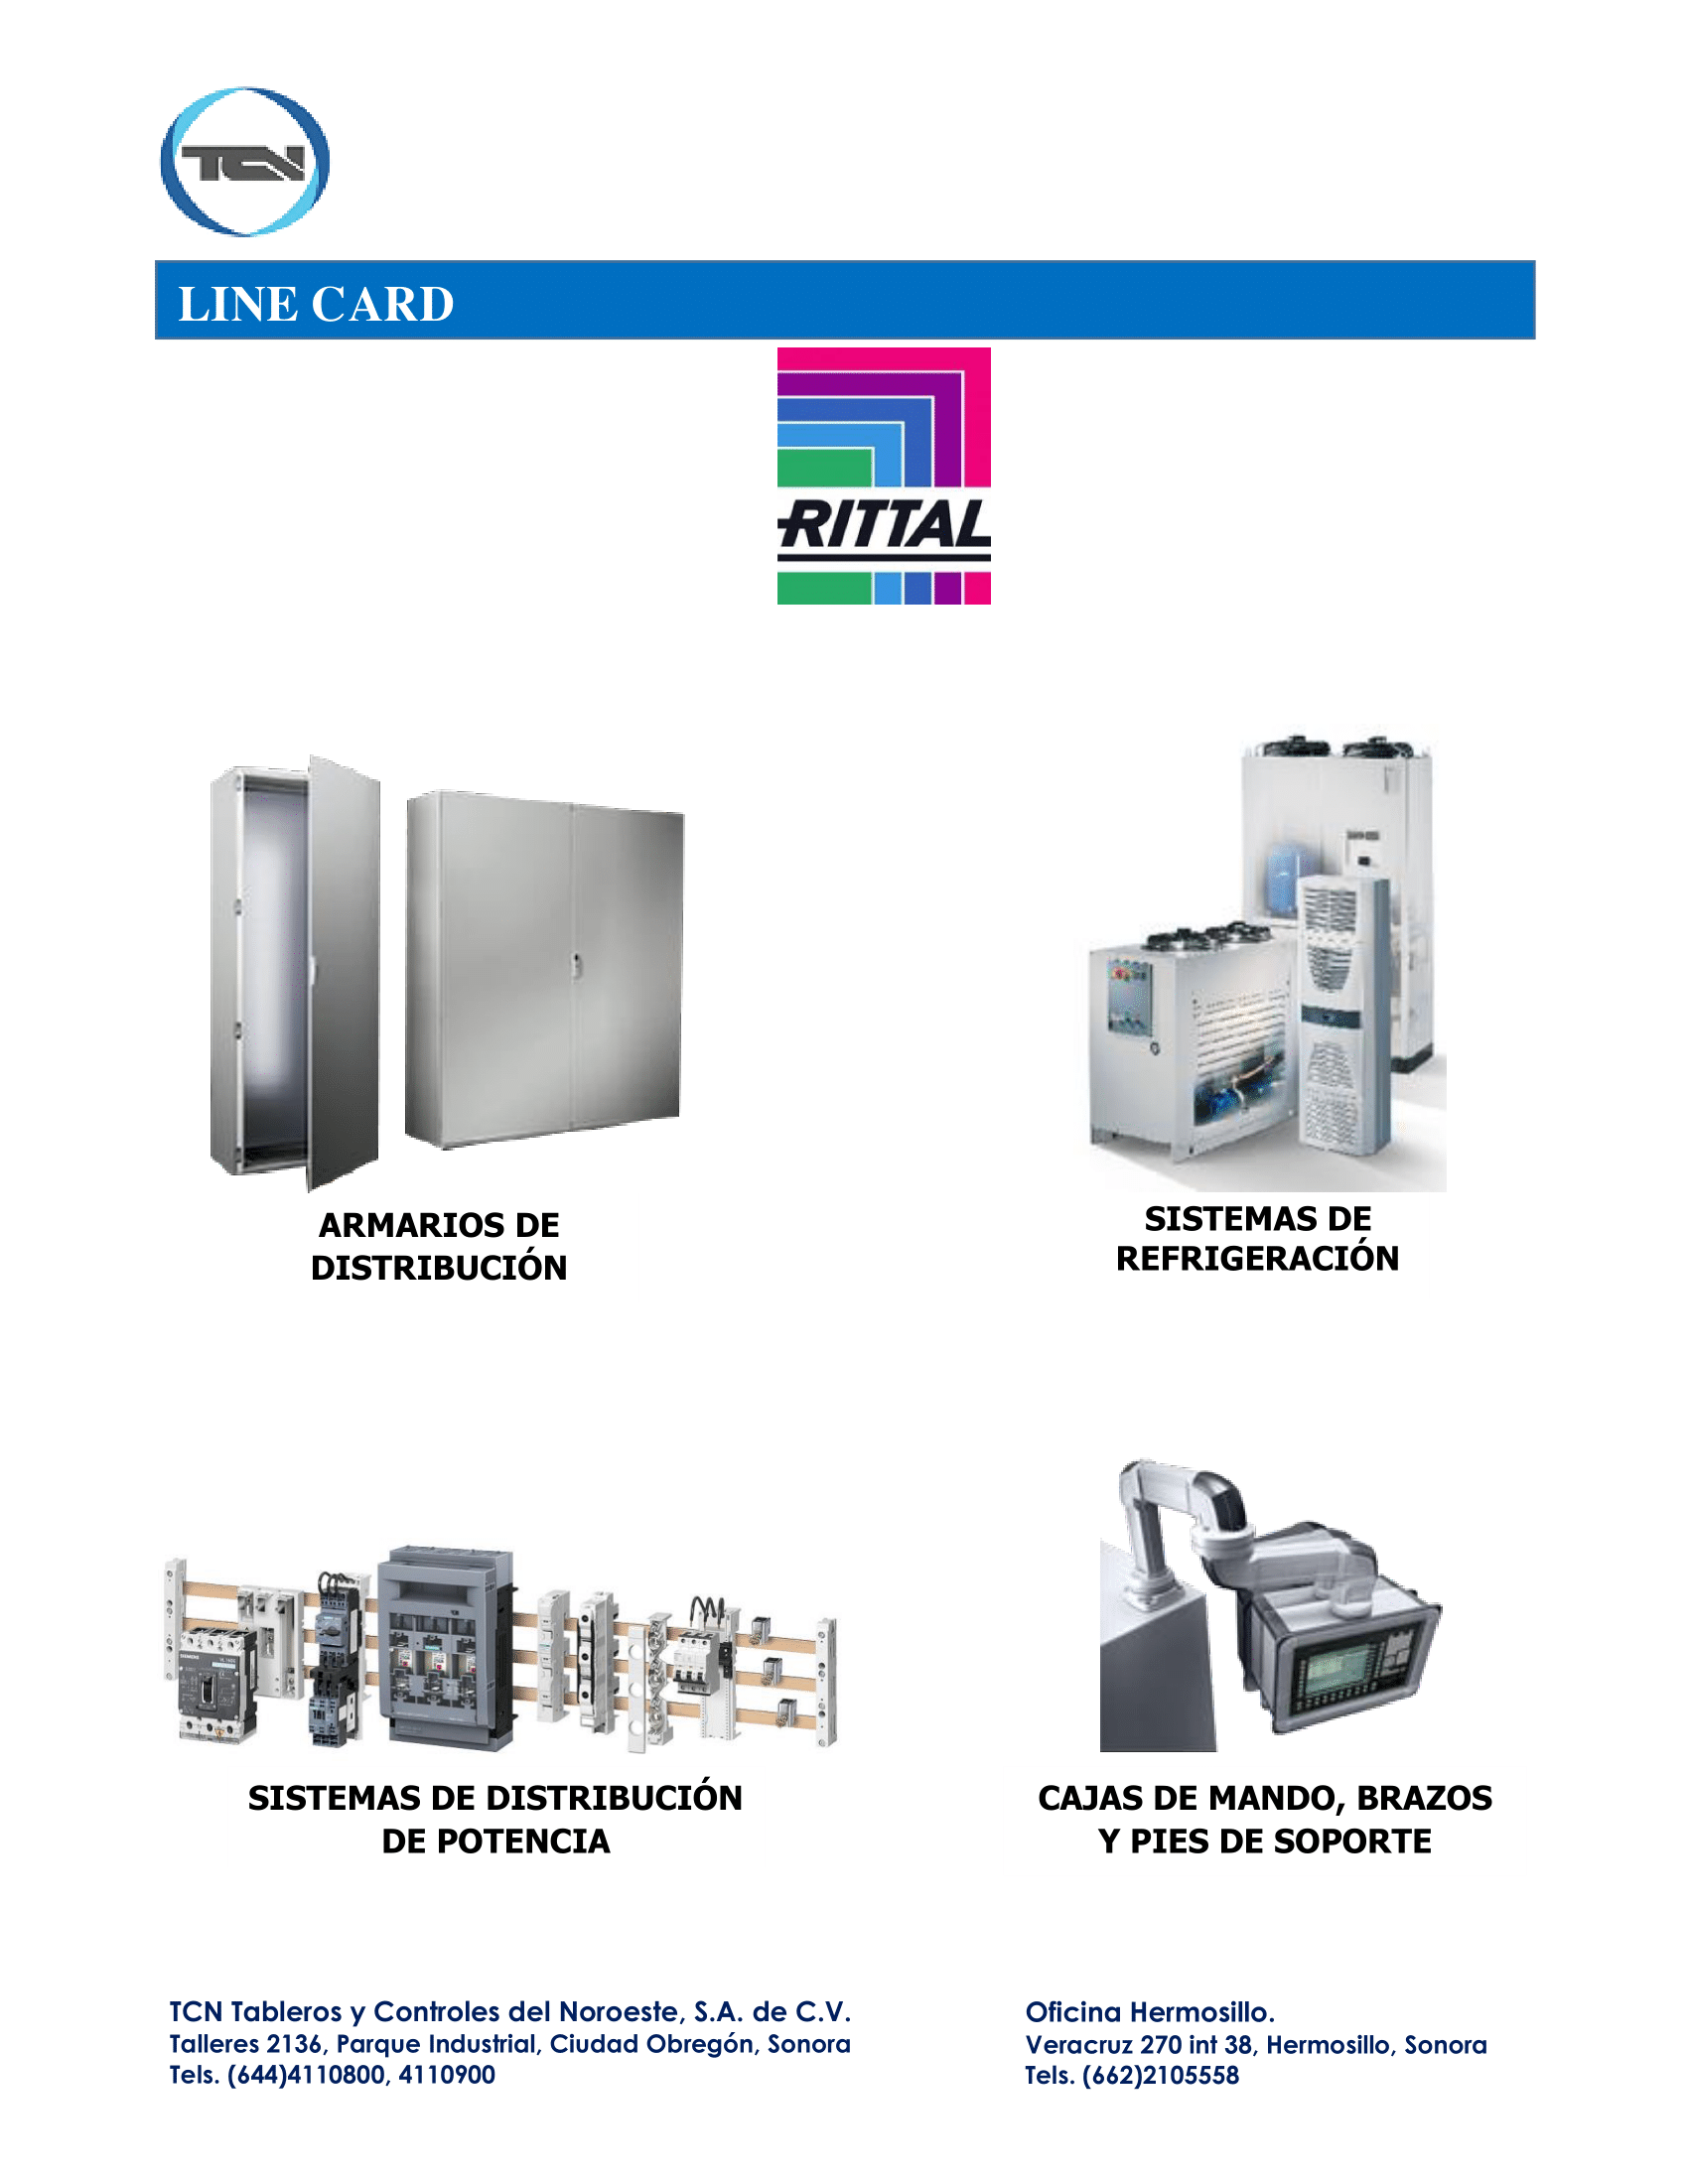 TCN
LINE CARD
RITTAL
ARMARIOS DE
DISTRIBUCIÓN
SISTEMAS DE
REFRIGERACIÓN
SIEMENS
SISTEMAS DE DISTRIBUCIÓN
DE POTENCIA
CAJAS DE MANDO, BRAZOS
Y PIES DE SOPORTE
TCN Tableros y Controles del Noroeste, S.A. de C.V.
Talleres 2136, Parque Industrial, Ciudad Obregón, Sonora
Tels. (644)4110800, 4110900
Oficina Hermosillo.
Veracruz 270 int 38, Hermosillo, Sonora
Tels. (662)2105558